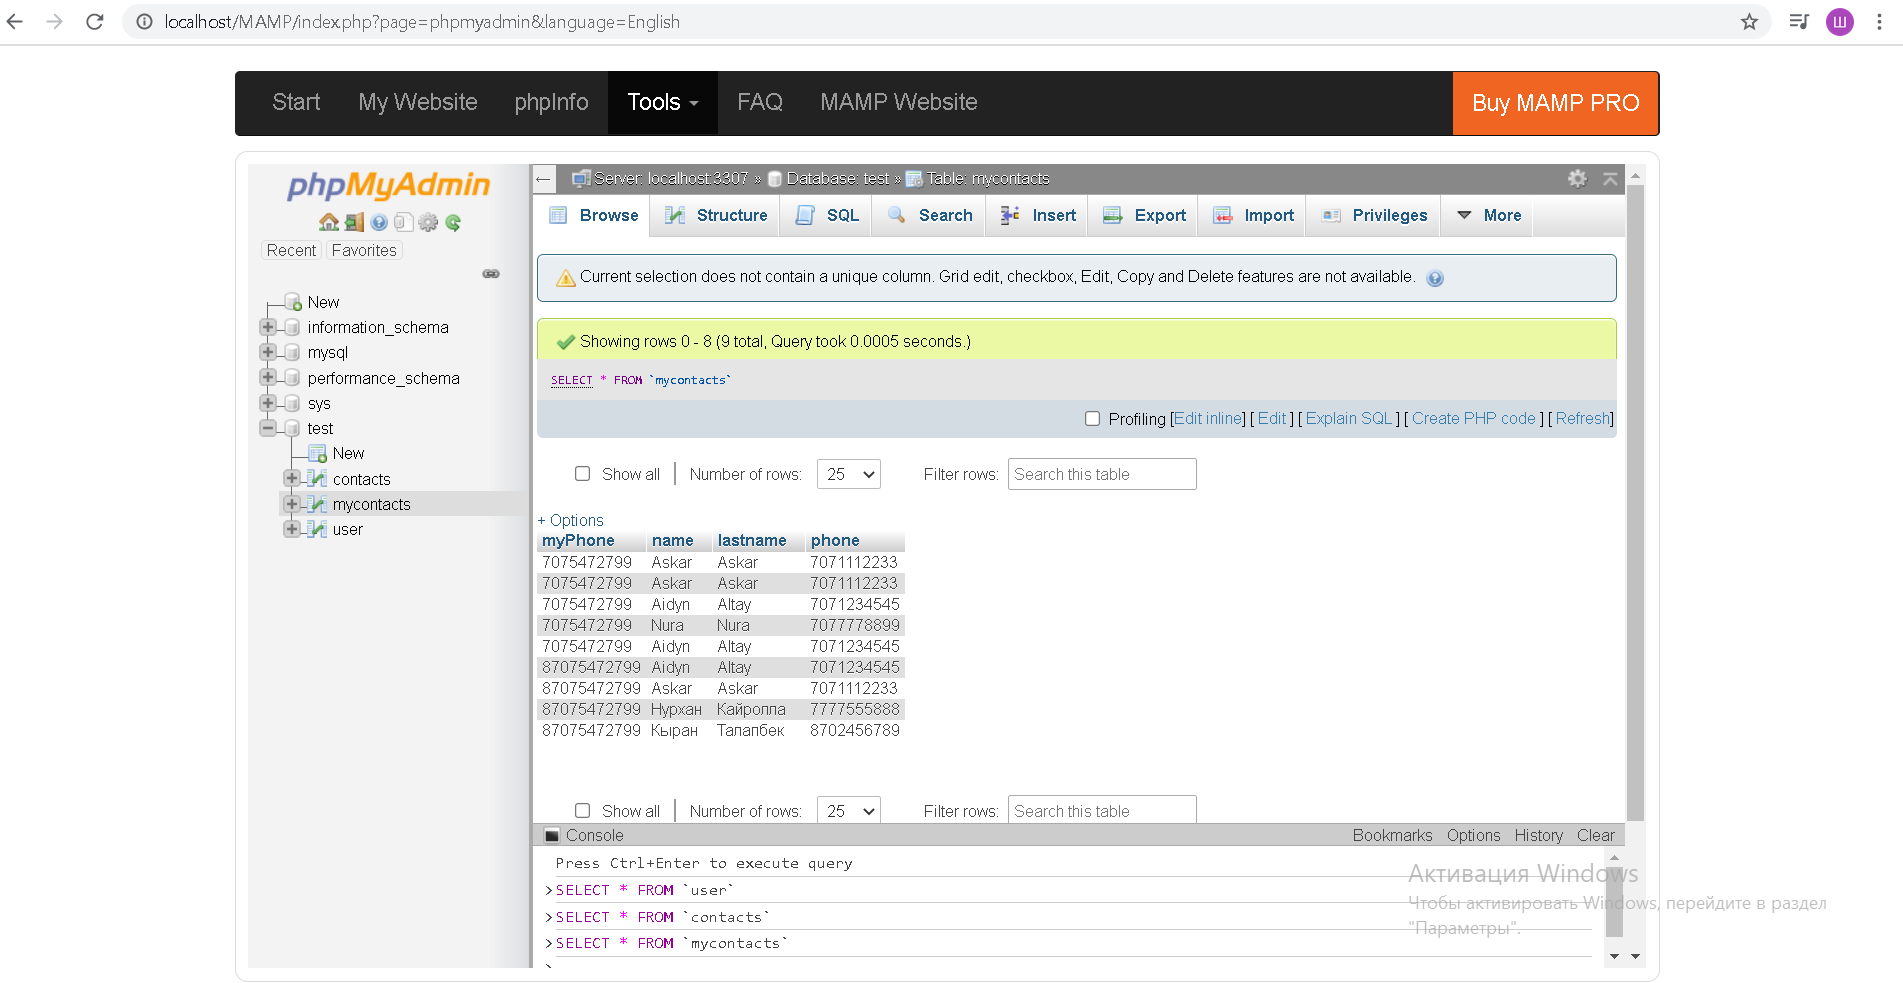 localhost/MAMP/index.php?page=phpmyadmin&language=English
Ш
Start My Website phpInfo Tools FAQ MAMP Website Buy MAMP PRO
phpMyAdmin
Recent Favorites
New
information_schema
mysql
performance_schema
sys
test
New
contacts
mycontacts
user
Server: localhost:3307 » Database: test » Table: mycontacts
Browse Structure SQL Search Insert Export Import Privileges More
Current selection does not contain a unique column. Grid edit, checkbox, Edit, Copy and Delete features are not available.
Showing rows 0 - 8 (9 total, Query took 0.0005 seconds.)
SELECT * FROM `mycontacts`
Profiling [Edit inline] [ Edit ] [ Explain SQL ] [ Create PHP code ] [ Refresh]
Show all | Number of rows: 25 Filter rows: Search this table
+ Options
myPhone name lastname phone
7075472799 Askar Askar 7071112233
7075472799 Askar Askar 7071112233
7075472799 Aidyn Altay 7071234545
7075472799 Nura Nura 7077778899
7075472799 Aidyn Altay 7071234545
87075472799 Aidyn Altay 7071234545
87075472799 Askar Askar 7071112233
87075472799 Нурхан Кайролла 7777555888
87075472799 Кыран Талапбек 8702456789
Show all | Number of rows: 25 Filter rows: Search this table
Console Bookmarks Options History Clear
Press Ctrl+Enter to execute query
>SELECT * FROM `user`
>SELECT * FROM `contacts`
>SELECT * FROM `mycontacts`
>
Активация Windows
Чтобы активировать Windows, перейдите в раздел
"Параметры".